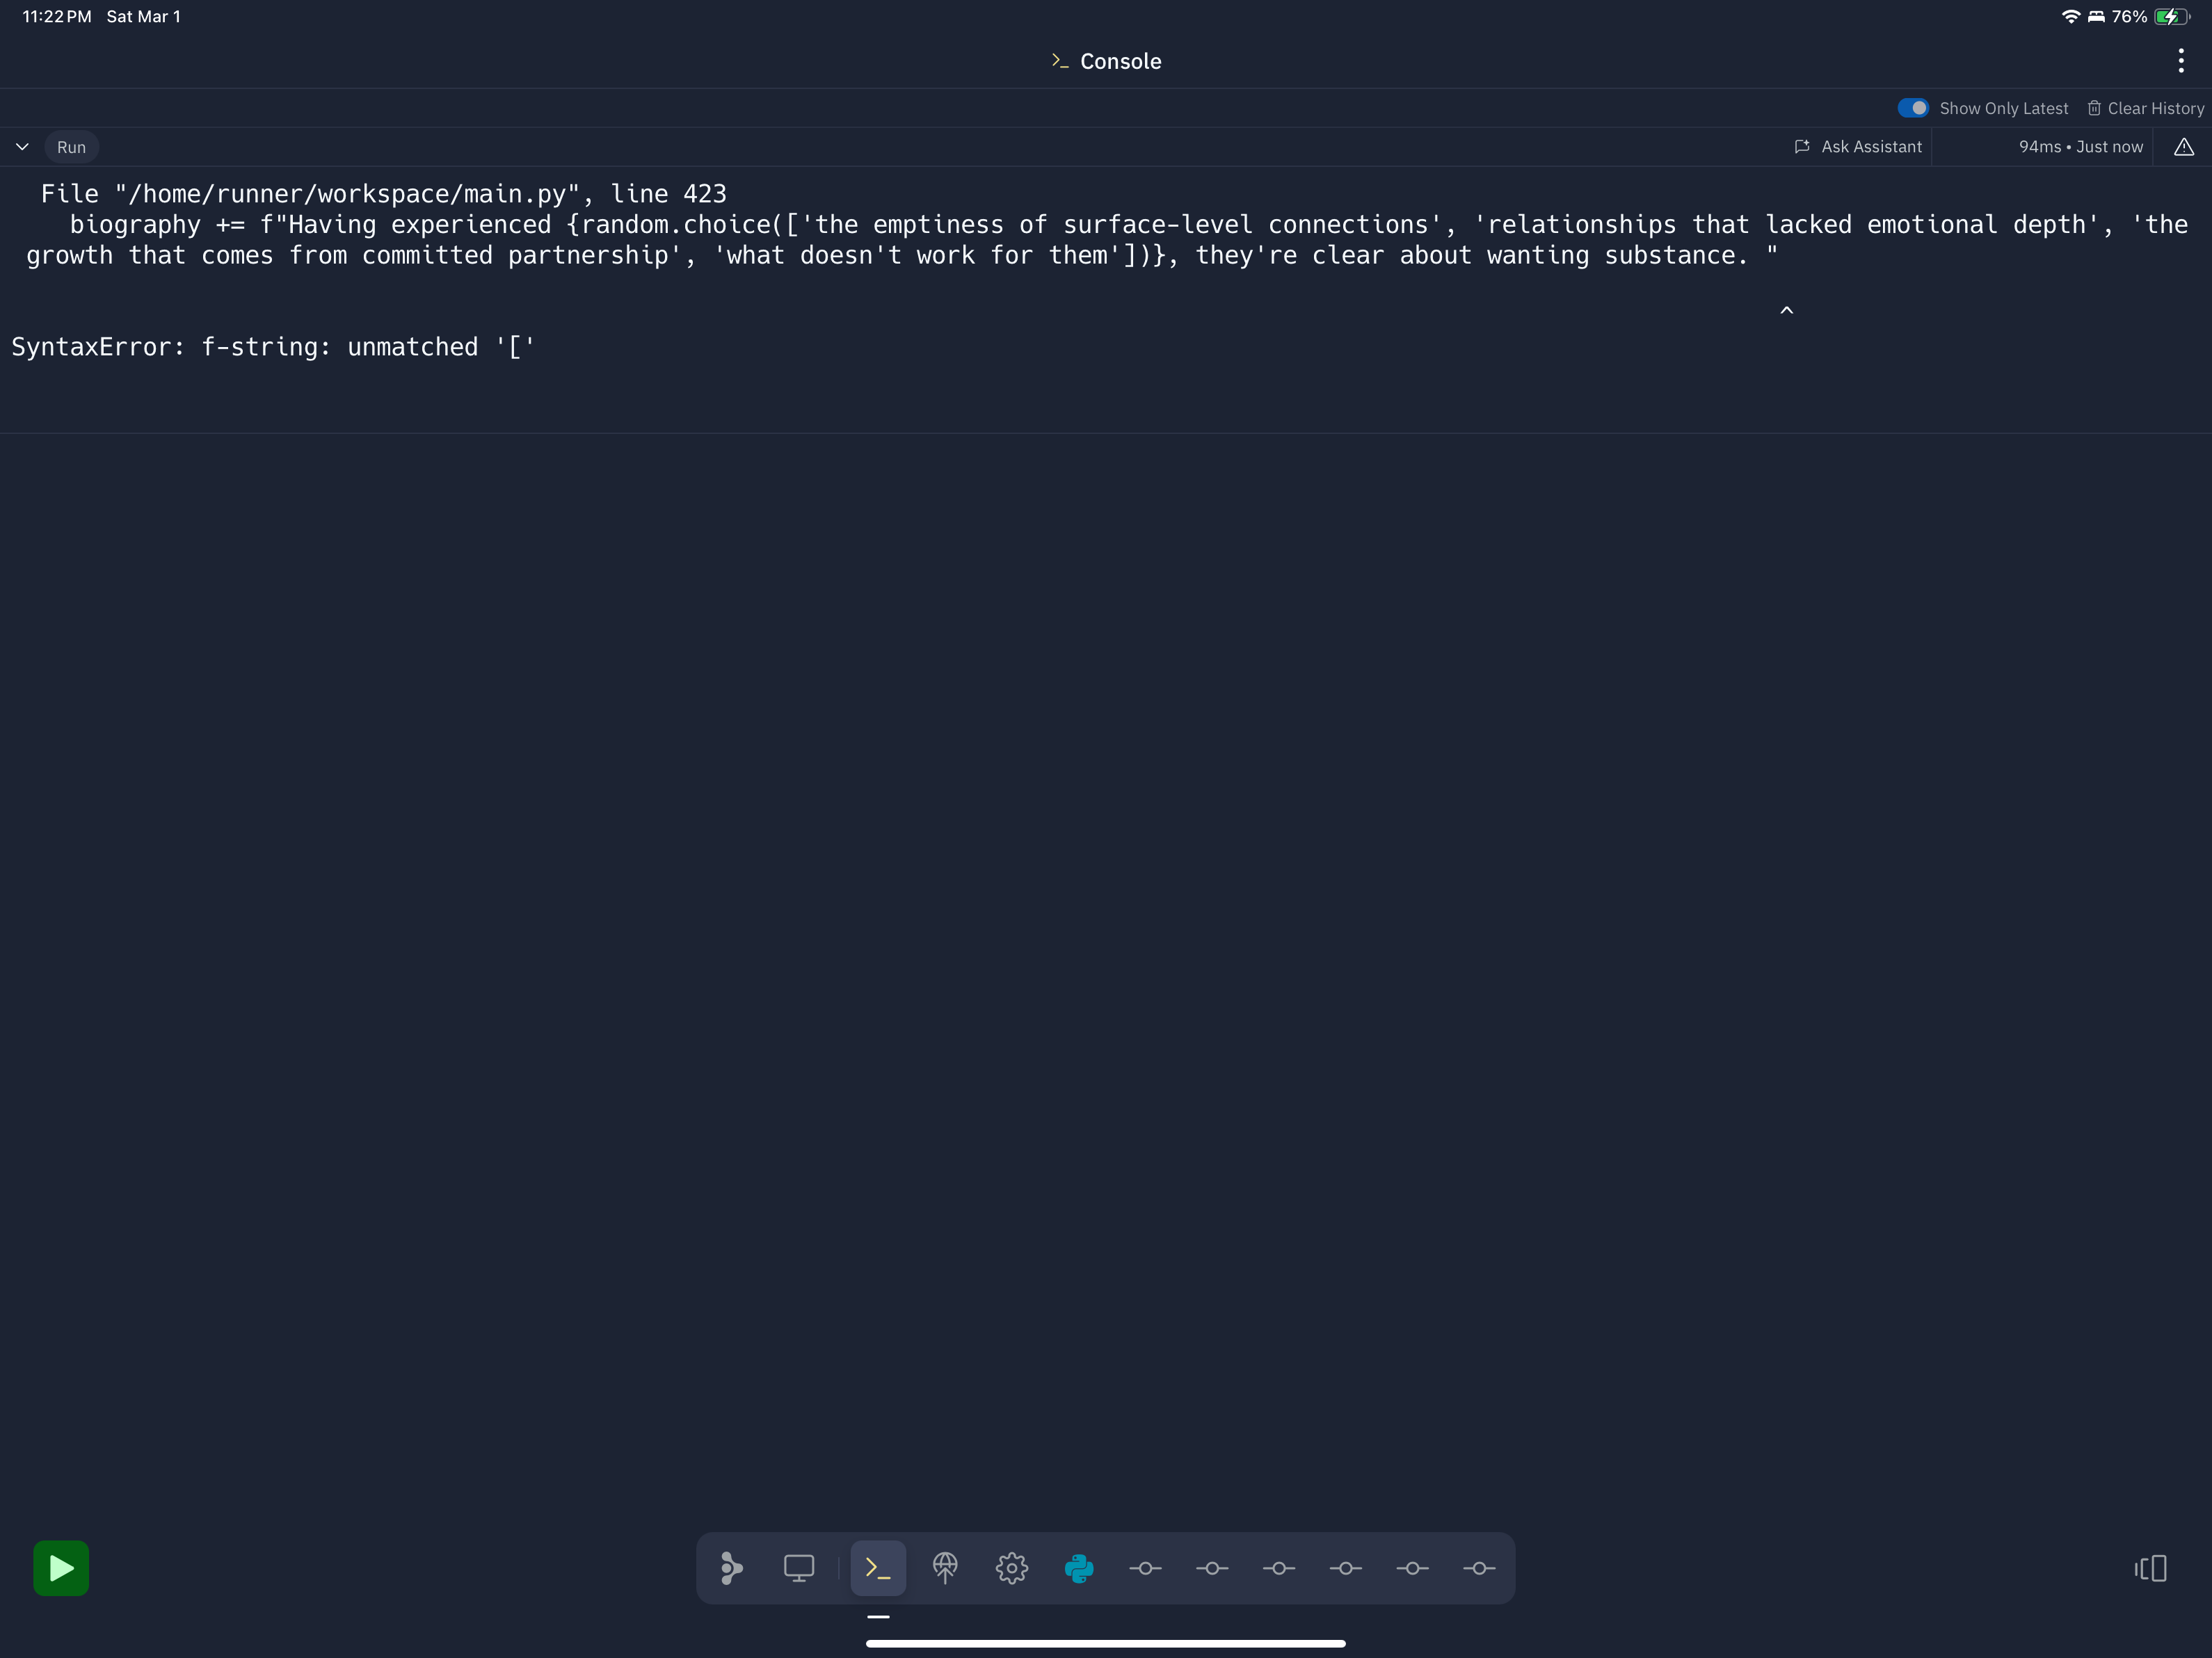 11:22 PM Sat Mar 1
76%
>_ Console
Show Only Latest Clear History
Run Ask Assistant 94ms • Just now
File "/home/runner/workspace/main.py", line 423
biography += f"Having experienced {random.choice(['the emptiness of surface-level connections', 'relationships that lacked emotional depth', 'the
growth that comes from committed partnership', 'what doesn't work for them'])}, they're clear about wanting substance. "
^
SyntaxError: f-string: unmatched '['